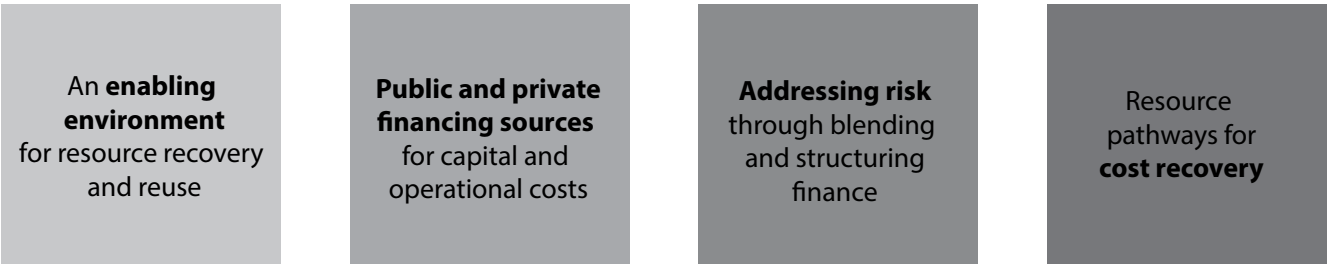 An enabling
environment
for resource recovery
and reuse
Public and private
financing sources
for capital and
operational costs
Addressing risk
through blending
and structuring
finance
Resource
pathways for
cost recovery